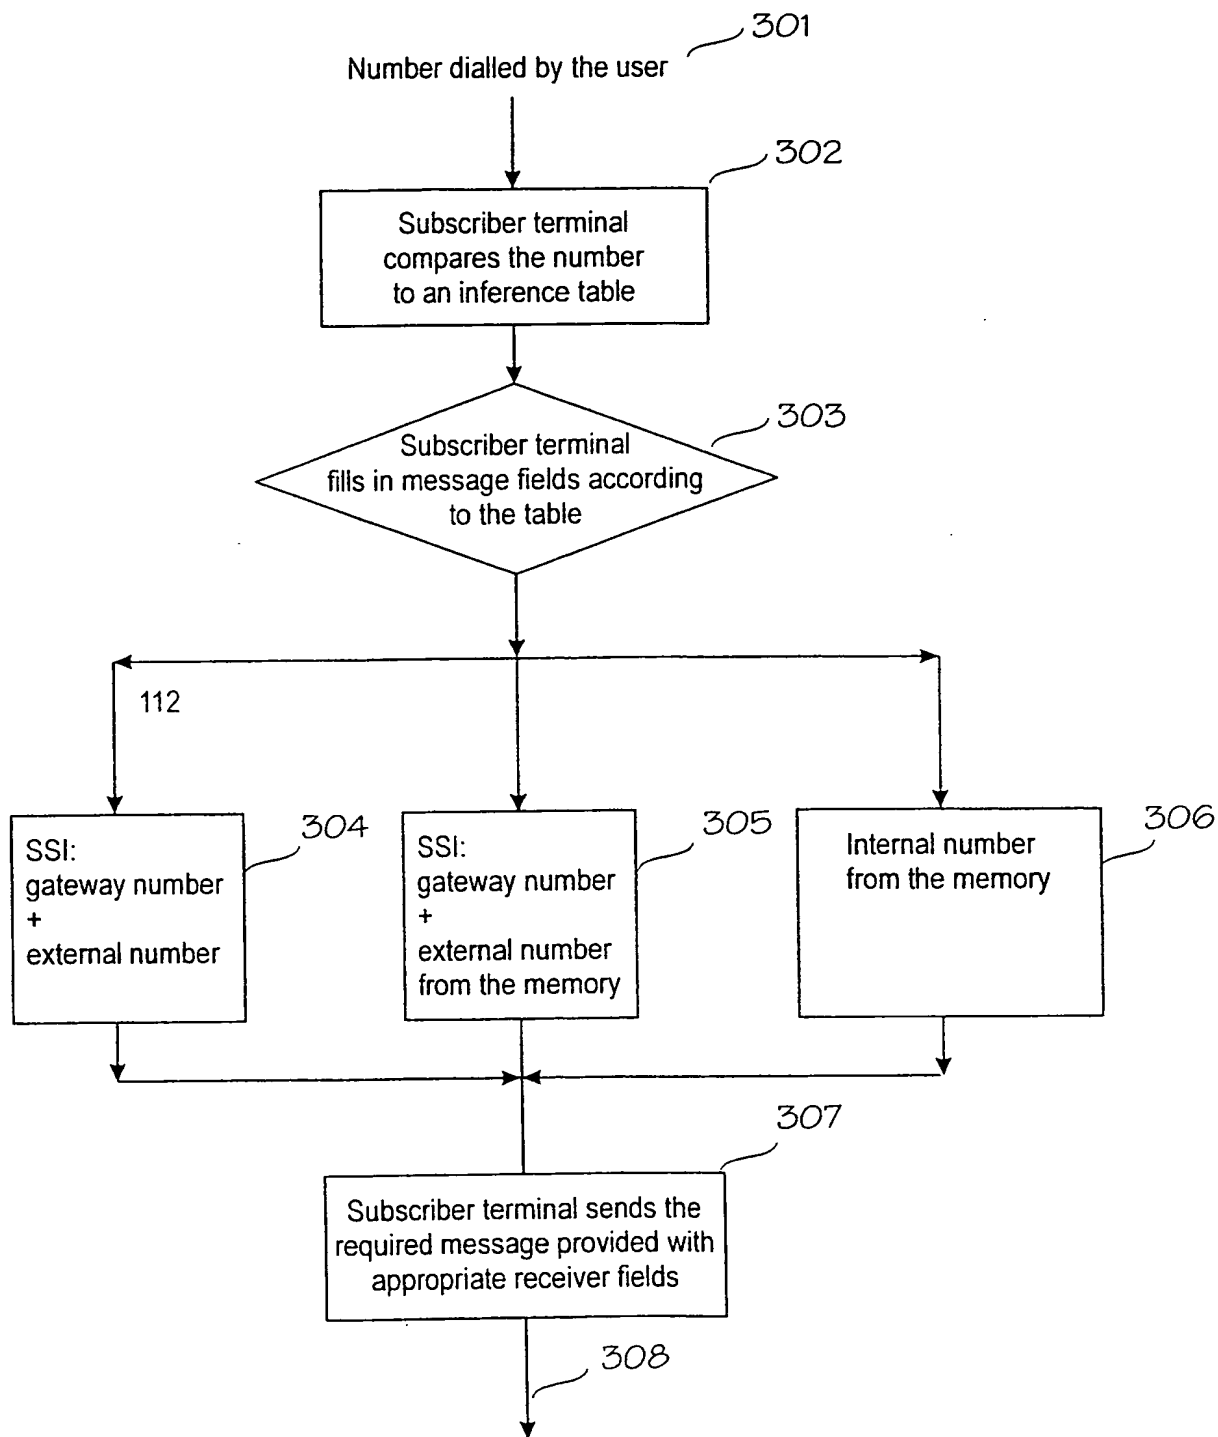 301
Number dialled by the user
302
Subscriber terminal
compares the number
to an inference table
303
Subscriber terminal
fills in message fields according
to the table
112
304
SSI:
gateway number
+
external number
305
SSI:
gateway number
+
external number
from the memory
306
Internal number
from the memory
307
Subscriber terminal sends the
required message provided with
appropriate receiver fields
308